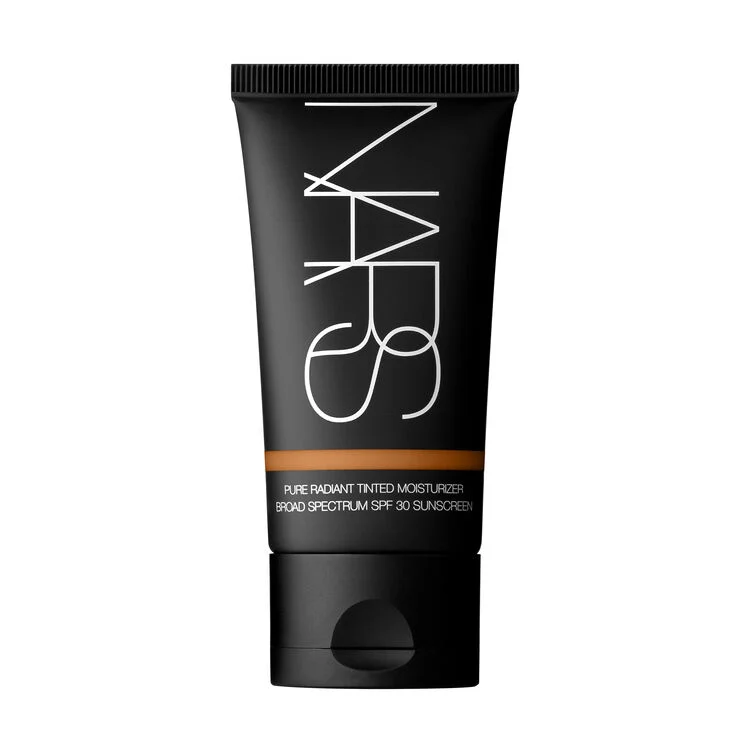 NARS
PURE RADIANT TINTED MOISTURIZER
BROAD SPECTRUM SPF 30 SUNSCREEN